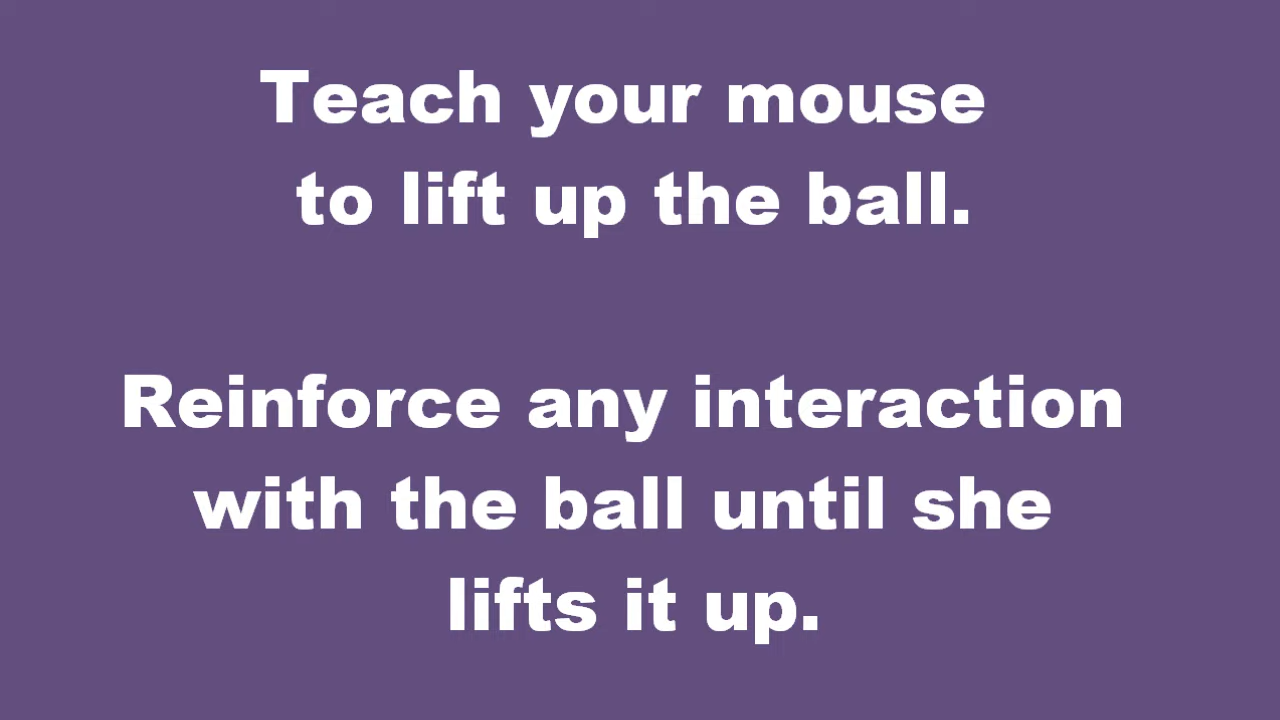 Teach your mouse
to lift up the ball.
Reinforce any interaction
with the ball until she
lifts it up.